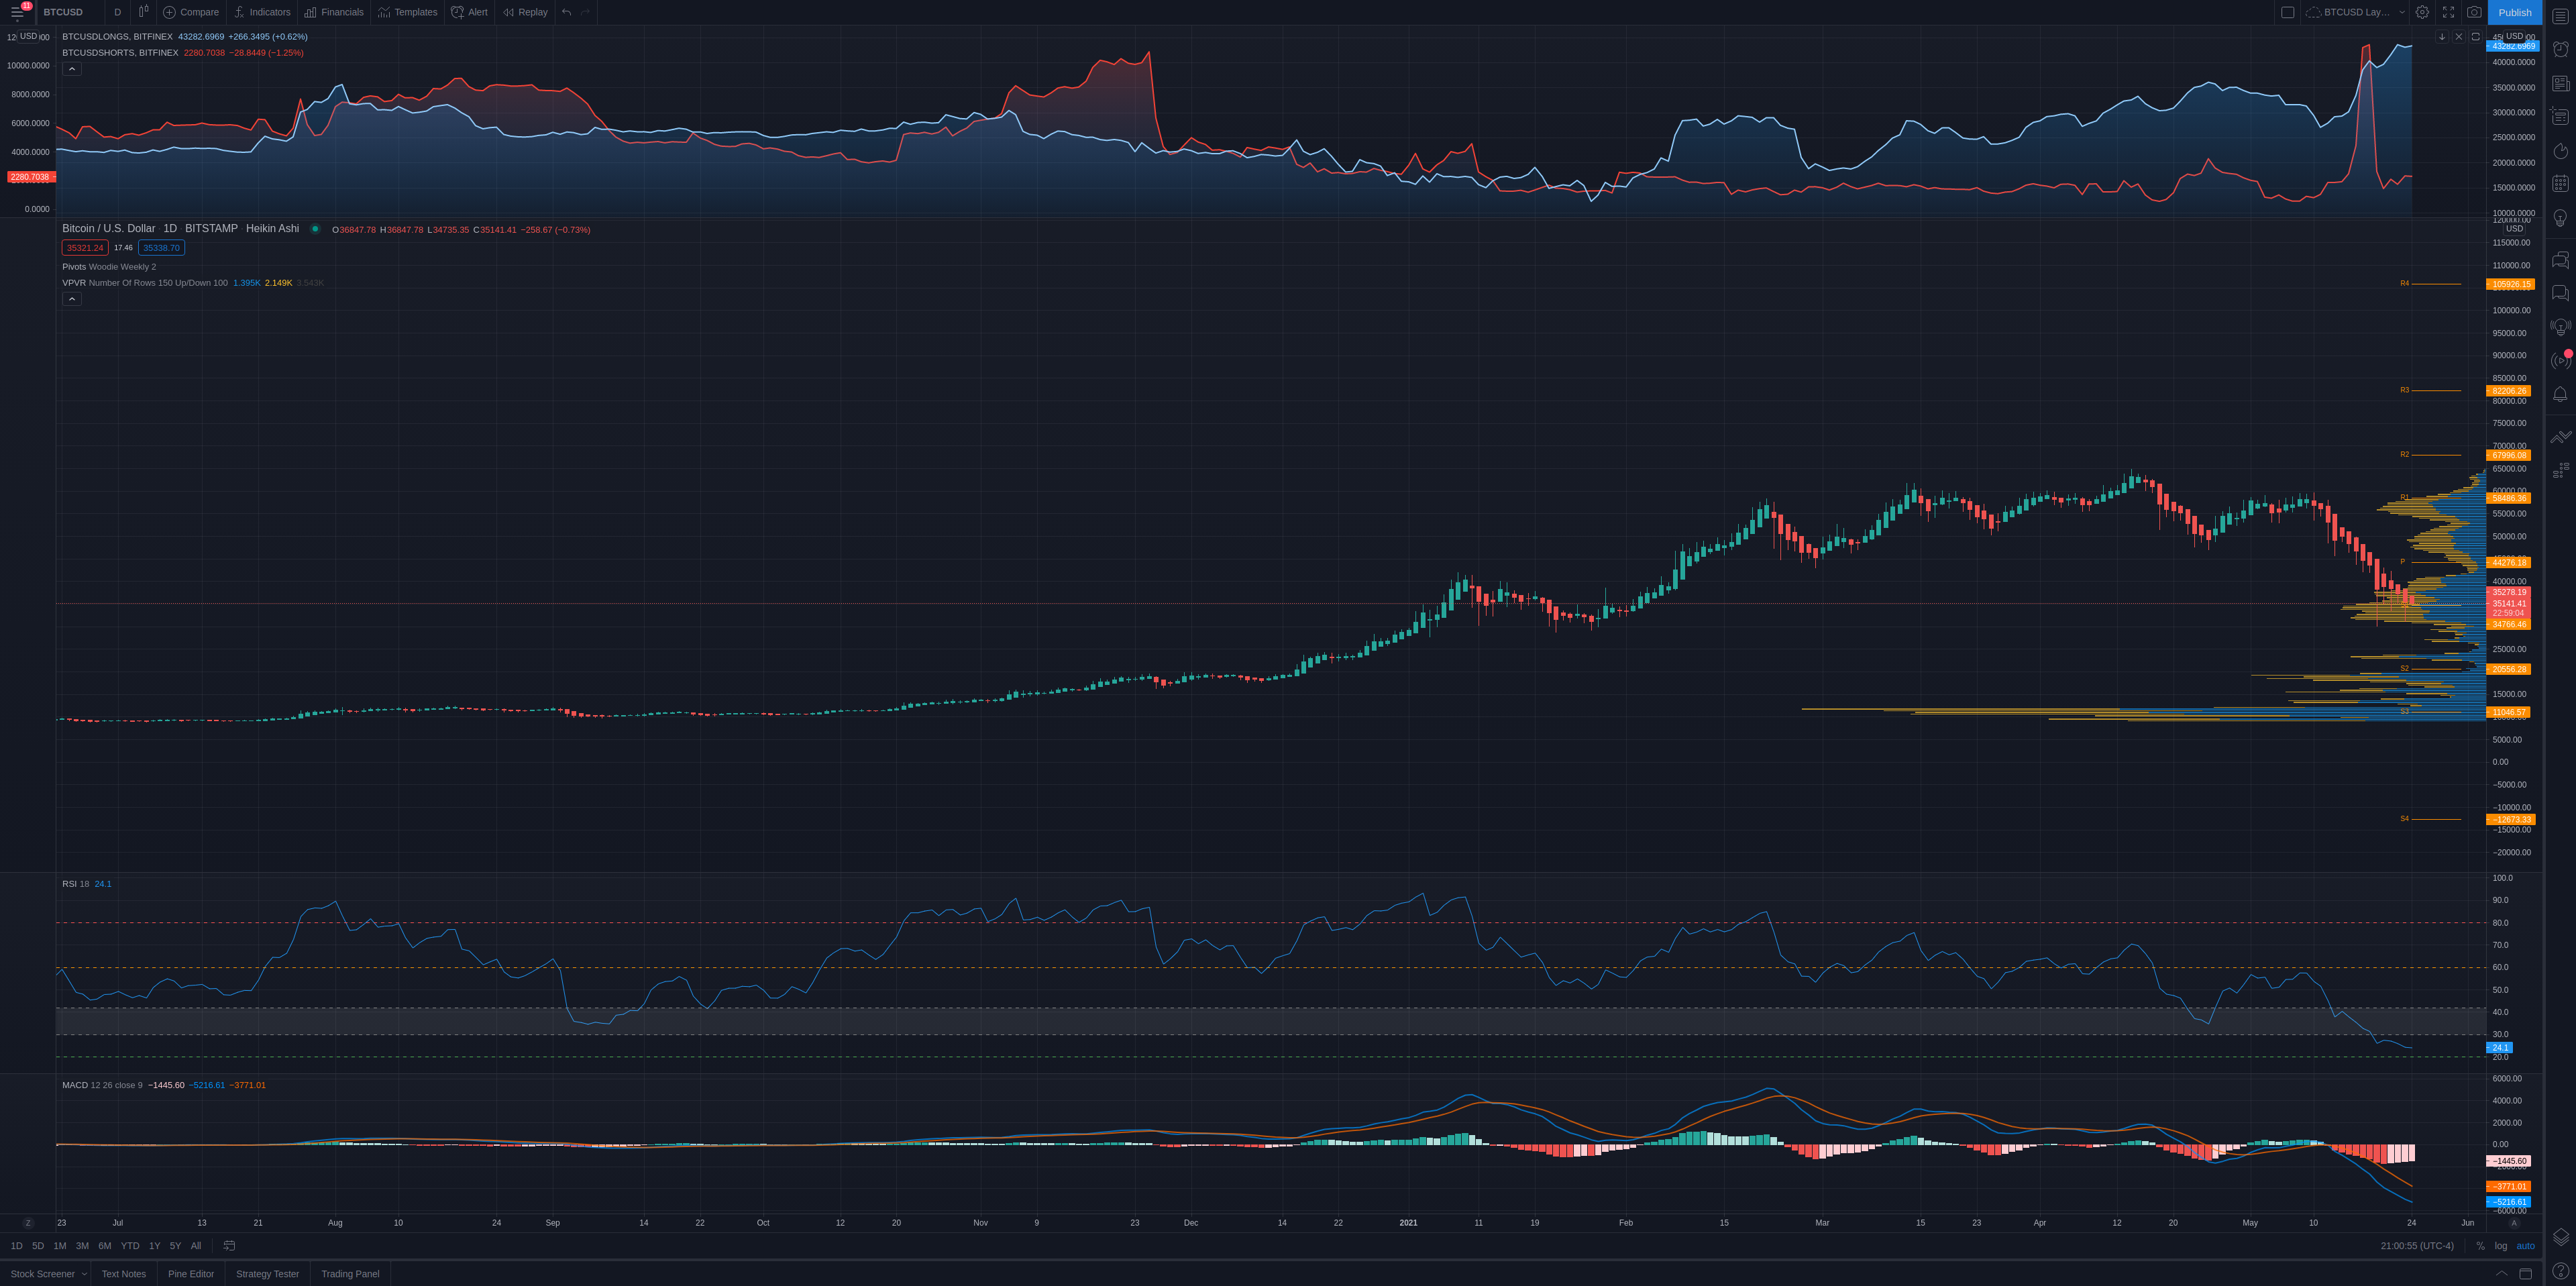 11 BTCUSD D Compare Indicators Financials Templates Alert Replay BTCUSD Lay... Publish
USD
BTCUSDLONGS, BITFINEX 43282.6969 +266.3495 (+0.62%)
BTCUSDSHORTS, BITFINEX 2280.7038 −28.8449 (−1.25%)
10000.0000
8000.0000
6000.0000
4000.0000
2280.7038
0.0000
USD
43282.6969
40000.0000
35000.0000
30000.0000
25000.0000
20000.0000
15000.0000
10000.0000
Bitcoin / U.S. Dollar · 1D · BITSTAMP · Heikin Ashi O36847.78 H36847.78 L34735.35 C35141.41 −258.67 (−0.73%)
35321.24 17.46 35338.70
Pivots Woodie Weekly 2
VPVR Number Of Rows 150 Up/Down 100 1.395K 2.149K 3.543K
120000.00
USD
115000.00
110000.00
R4 105926.15
100000.00
95000.00
90000.00
85000.00
R3 82206.26
80000.00
75000.00
70000.00
R2 67996.08
65000.00
60000.00
R1 58486.36
55000.00
50000.00
P 44276.18
40000.00
35278.19
35141.41
22:59:04
34766.46
25000.00
S2 20556.28
15000.00
S3 11046.57
5000.00
0.00
−5000.00
−10000.00
S4 −12673.33
−15000.00
−20000.00
RSI 18 24.1
100.0
90.0
80.0
70.0
60.0
50.0
40.0
30.0
24.1
20.0
MACD 12 26 close 9 −1445.60 −5216.61 −3771.01
6000.00
4000.00
2000.00
0.00
−1445.60
−3771.01
−5216.61
−6000.00
Z 23 Jul 13 21 Aug 10 24 Sep 14 22 Oct 12 20 Nov 9 23 Dec 14 22 2021 11 19 Feb 15 Mar 15 23 Apr 12 20 May 10 24 Jun A
1D 5D 1M 3M 6M YTD 1Y 5Y All 21:00:55 (UTC-4) % log auto
Stock Screener Text Notes Pine Editor Strategy Tester Trading Panel